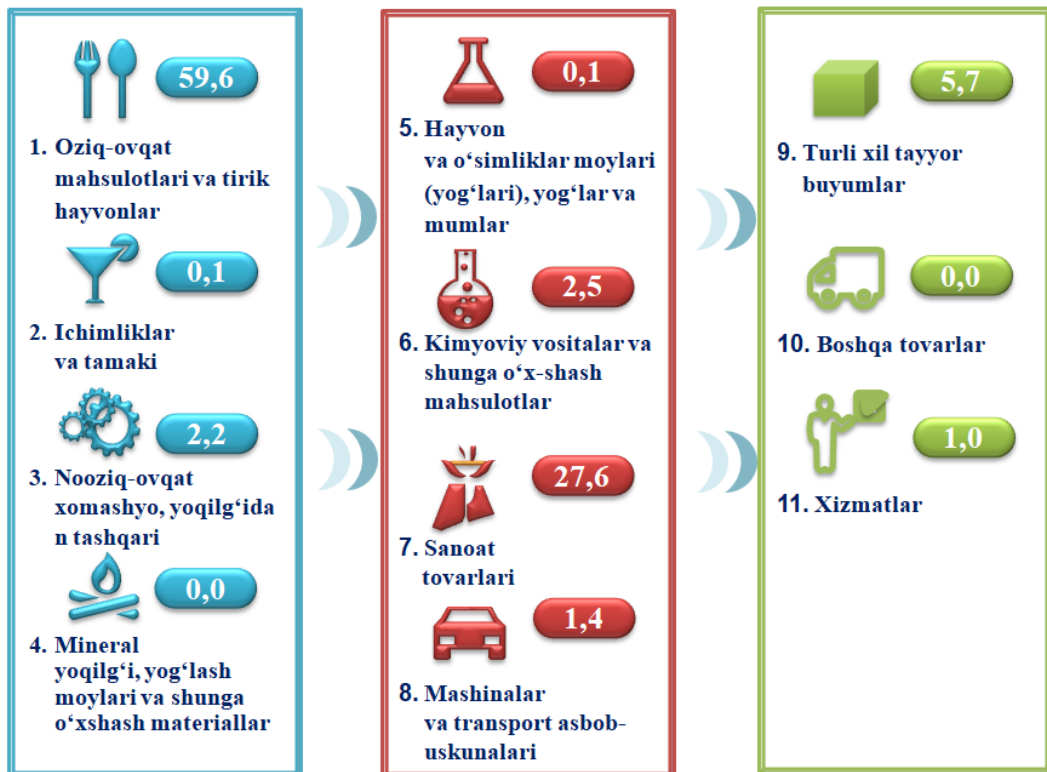 59,6
1. Oziq-ovqat
mahsulotlari va tirik
hayvonlar
0,1
2. Ichimliklar
va tamaki
2,2
3. Nooziq-ovqat
xomashyo, yoqilg‘ida
n tashqari
0,0
4. Mineral
yoqilg‘i, yog‘lash
moylari va shunga
o‘xshash materiallar
0,1
5. Hayvon
va o‘simliklar moylari
(yog‘lari), yog‘lar va
mumlar
2,5
6. Kimyoviy vositalar va
shunga o‘x-shash
mahsulotlar
27,6
7. Sanoat
tovarlari
1,4
8. Mashinalar
va transport asbob-
uskunalari
5,7
9. Turli xil tayyor
buyumlar
0,0
10. Boshqa tovarlar
1,0
11. Xizmatlar